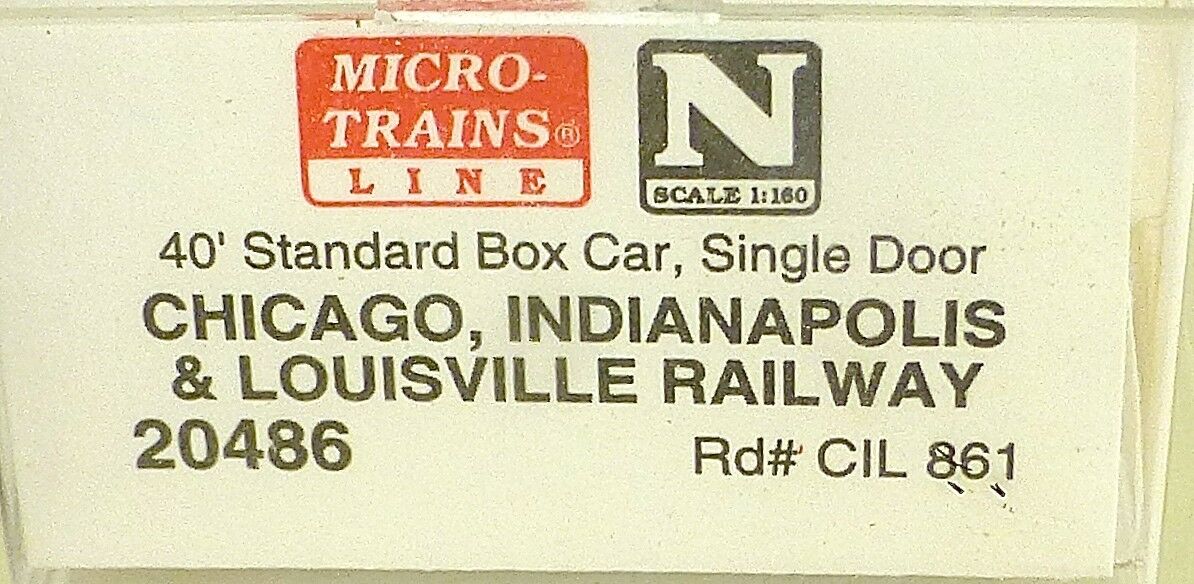 MICRO-
TRAINS®
LINE
N
SCALE 1:160
40' Standard Box Car, Single Door
CHICAGO, INDIANAPOLIS
& LOUISVILLE RAILWAY
20486 Rd# CIL 861